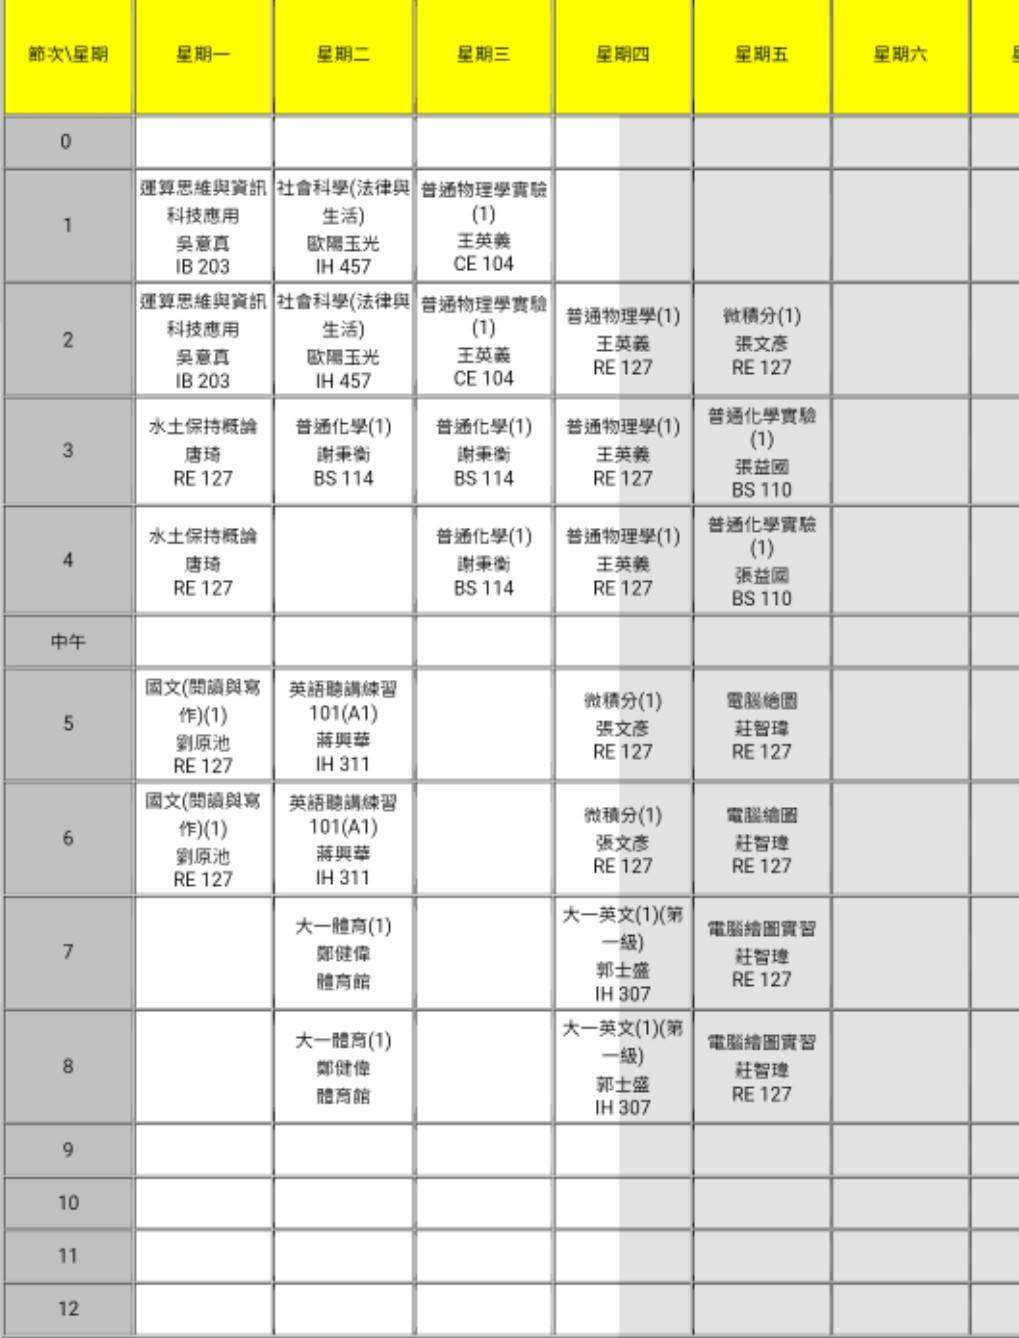 節次\星期 星期一 星期二 星期三 星期四 星期五 星期六
0
1
運算思維與資訊
科技應用
吳意真
IB 203
社會科學(法律與
生活)
歐陽玉光
IH 457
普通物理學實驗
(1)
王英義
CE 104
2
運算思維與資訊
科技應用
吳意真
IB 203
社會科學(法律與
生活)
歐陽玉光
IH 457
普通物理學實驗
(1)
王英義
CE 104
普通物理學(1)
王英義
RE 127
微積分(1)
張文彥
RE 127
3
水土保持概論
唐琦
RE 127
普通化學(1)
謝秉衡
BS 114
普通化學(1)
謝秉衡
BS 114
普通物理學(1)
王英義
RE 127
普通化學實驗
(1)
張益國
BS 110
4
水土保持概論
唐琦
RE 127
普通化學(1)
謝秉衡
BS 114
普通物理學(1)
王英義
RE 127
普通化學實驗
(1)
張益國
BS 110
中午
5
國文(閱讀與寫
作)(1)
劉原池
RE 127
英語聽講練習
101(A1)
蔣興華
IH 311
微積分(1)
張文彥
RE 127
電腦繪圖
莊智瑋
RE 127
6
國文(閱讀與寫
作)(1)
劉原池
RE 127
英語聽講練習
101(A1)
蔣興華
IH 311
微積分(1)
張文彥
RE 127
電腦繪圖
莊智瑋
RE 127
7
大一體育(1)
鄭健偉
體育館
大一英文(1)(第
一級)
郭士盛
IH 307
電腦繪圖實習
莊智瑋
RE 127
8
大一體育(1)
鄭健偉
體育館
大一英文(1)(第
一級)
郭士盛
IH 307
電腦繪圖實習
莊智瑋
RE 127
9
10
11
12